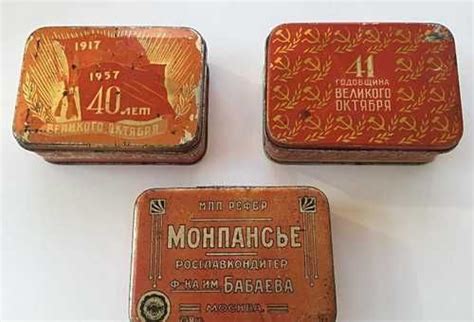 1917
1957
40 ЛЕТ
ВЕЛИКОГО ОКТЯБРЯ
41
ГОДОВЩИНА
ВЕЛИКОГО
ОКТЯБРЯ
МПП РСФСР
МОНПАНСЬЕ
РОСГЛАВКОНДИТЕР
Ф-КА ИМ. БАБАЕВА
МОСКВА